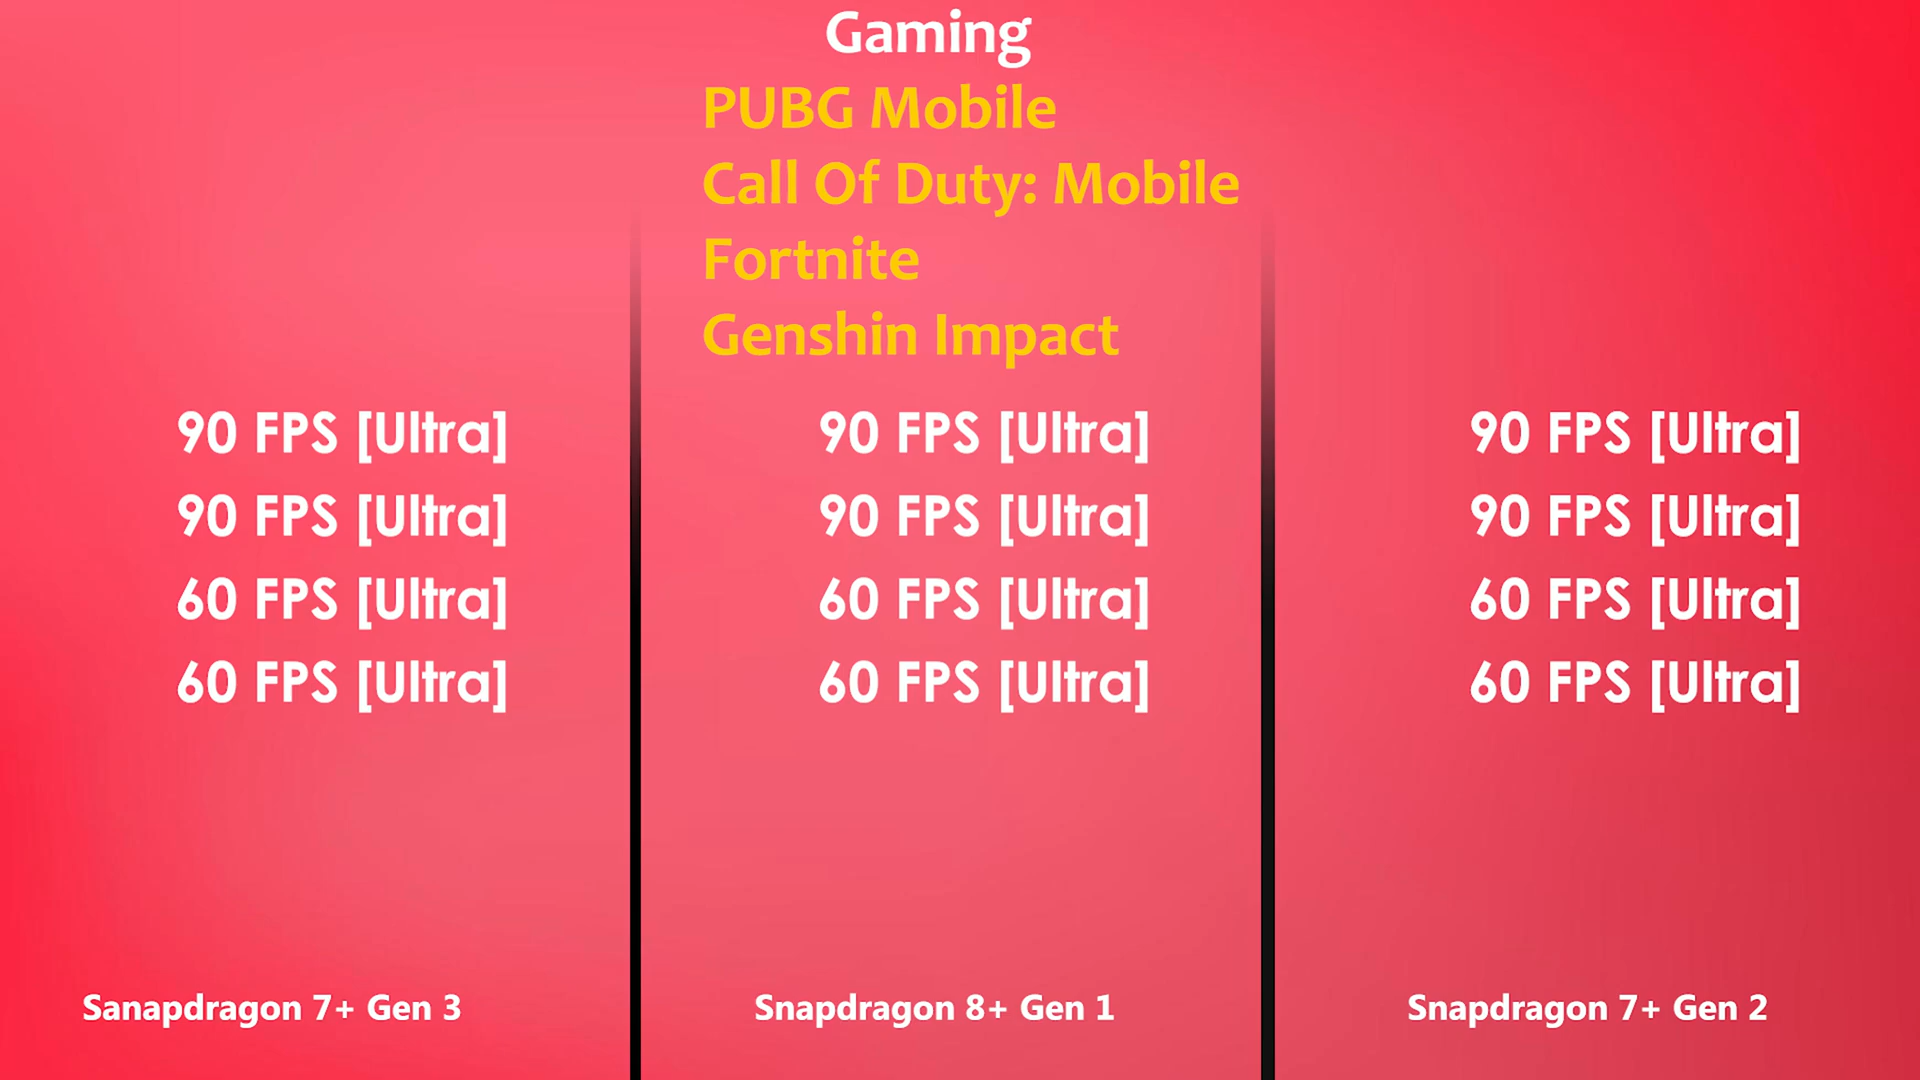 Gaming
PUBG Mobile
Call Of Duty: Mobile
Fortnite
Genshin Impact
90 FPS [Ultra] 90 FPS [Ultra] 90 FPS [Ultra]
90 FPS [Ultra] 90 FPS [Ultra] 90 FPS [Ultra]
60 FPS [Ultra] 60 FPS [Ultra] 60 FPS [Ultra]
60 FPS [Ultra] 60 FPS [Ultra] 60 FPS [Ultra]
Sanapdragon 7+ Gen 3 Snapdragon 8+ Gen 1 Snapdragon 7+ Gen 2